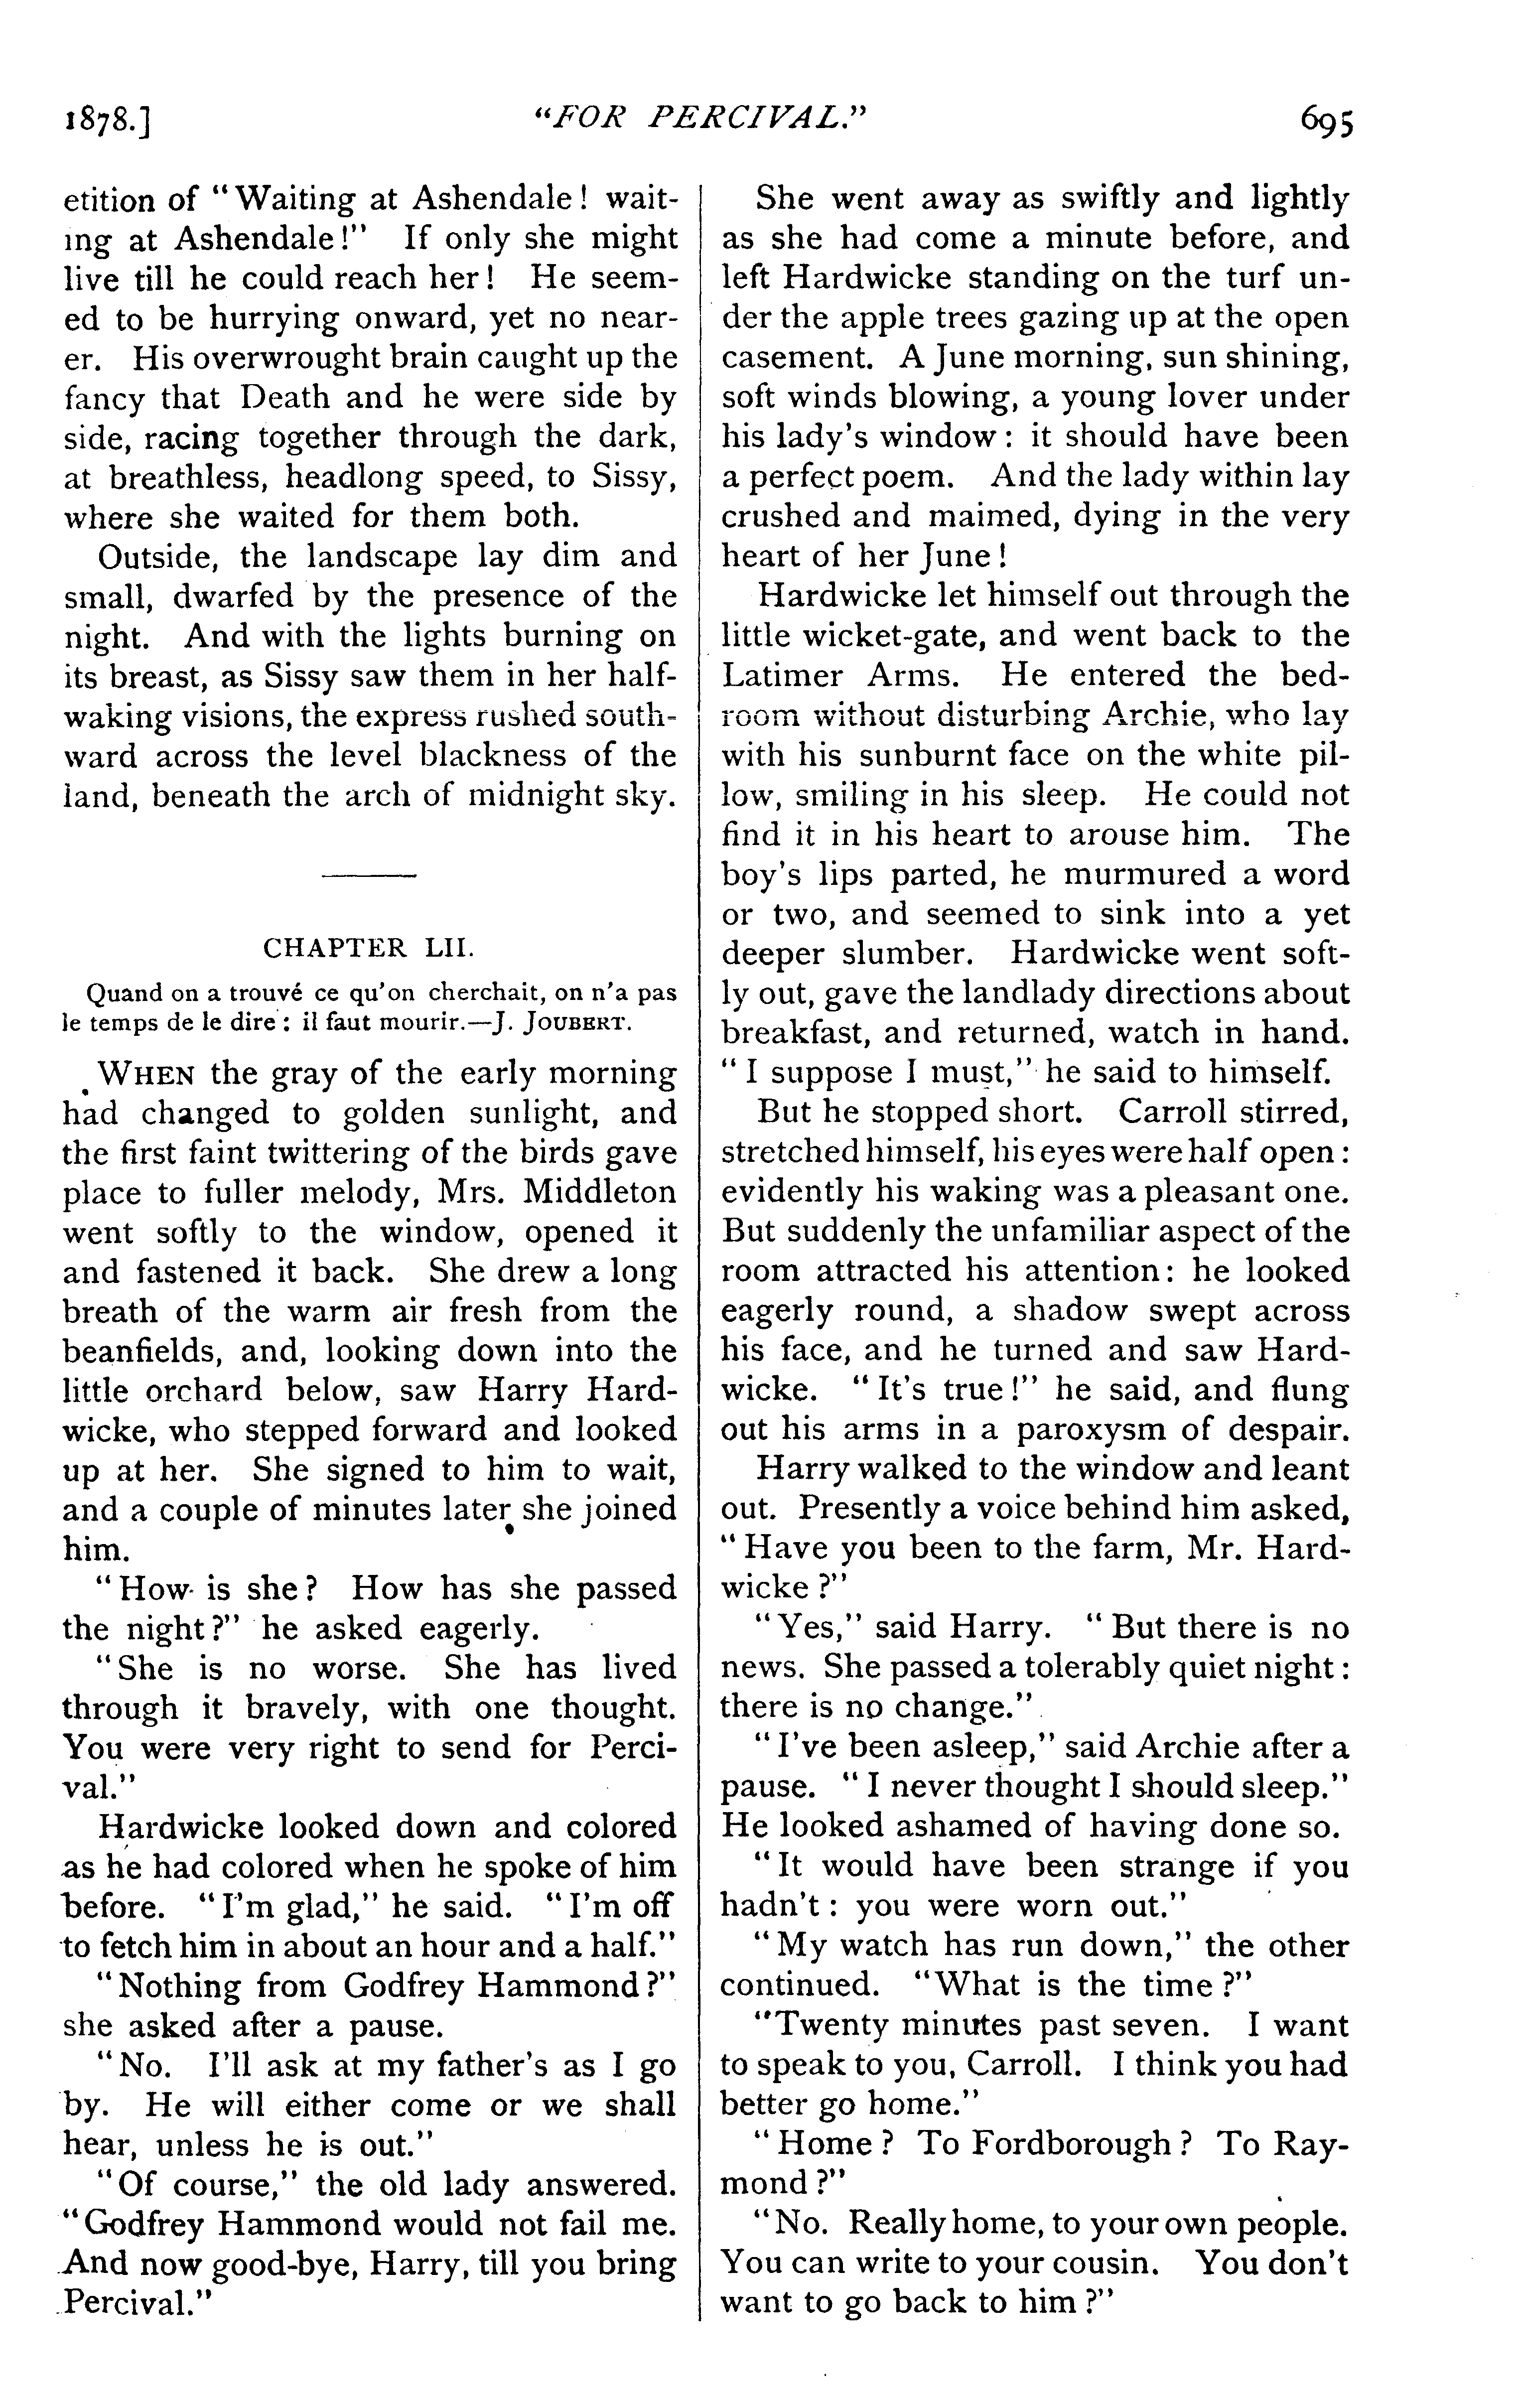 1878.] "FOR PERCIVAL." 695
etition of "Waiting at Ashendale! wait-
ing at Ashendale!" If only she might
live till he could reach her! He seem-
ed to be hurrying onward, yet no near-
er. His overwrought brain caught up the
fancy that Death and he were side by
side, racing together through the dark,
at breathless, headlong speed, to Sissy,
where she waited for them both.
Outside, the landscape lay dim and
small, dwarfed by the presence of the
night. And with the lights burning on
its breast, as Sissy saw them in her half-
waking visions, the express rushed south-
ward across the level blackness of the
land, beneath the arch of midnight sky.
CHAPTER LII.
Quand on a trouvé ce qu'on cherchait, on n'a pas
le temps de le dire: il faut mourir.—J. JOUBERT.
WHEN the gray of the early morning
had changed to golden sunlight, and
the first faint twittering of the birds gave
place to fuller melody, Mrs. Middleton
went softly to the window, opened it
and fastened it back. She drew a long
breath of the warm air fresh from the
beanfields, and, looking down into the
little orchard below, saw Harry Hard-
wicke, who stepped forward and looked
up at her. She signed to him to wait,
and a couple of minutes later she joined
him.
"How is she? How has she passed
the night?" he asked eagerly.
"She is no worse. She has lived
through it bravely, with one thought.
You were very right to send for Perci-
val."
Hardwicke looked down and colored
as he had colored when he spoke of him
before. "I'm glad," he said. "I'm off
to fetch him in about an hour and a half."
"Nothing from Godfrey Hammond?"
she asked after a pause.
"No. I'll ask at my father's as I go
by. He will either come or we shall
hear, unless he is out."
"Of course," the old lady answered.
"Godfrey Hammond would not fail me.
And now good-bye, Harry, till you bring
Percival."
She went away as swiftly and lightly
as she had come a minute before, and
left Hardwicke standing on the turf un-
der the apple trees gazing up at the open
casement. A June morning, sun shining,
soft winds blowing, a young lover under
his lady's window: it should have been
a perfect poem. And the lady within lay
crushed and maimed, dying in the very
heart of her June!
Hardwicke let himself out through the
little wicket-gate, and went back to the
Latimer Arms. He entered the bed-
room without disturbing Archie, who lay
with his sunburnt face on the white pil-
low, smiling in his sleep. He could not
find it in his heart to arouse him. The
boy's lips parted, he murmured a word
or two, and seemed to sink into a yet
deeper slumber. Hardwicke went soft-
ly out, gave the landlady directions about
breakfast, and returned, watch in hand.
"I suppose I must," he said to himself.
But he stopped short. Carroll stirred,
stretched himself, his eyes were half open:
evidently his waking was a pleasant one.
But suddenly the unfamiliar aspect of the
room attracted his attention: he looked
eagerly round, a shadow swept across
his face, and he turned and saw Hard-
wicke. "It's true!" he said, and flung
out his arms in a paroxysm of despair.
Harry walked to the window and leant
out. Presently a voice behind him asked,
"Have you been to the farm, Mr. Hard-
wicke?"
"Yes," said Harry. "But there is no
news. She passed a tolerably quiet night:
there is no change."
"I've been asleep," said Archie after a
pause. "I never thought I should sleep."
He looked ashamed of having done so.
"It would have been strange if you
hadn't: you were worn out."
"My watch has run down," the other
continued. "What is the time?"
"Twenty minutes past seven. I want
to speak to you, Carroll. I think you had
better go home."
"Home? To Fordborough? To Ray-
mond?"
"No. Really home, to your own people.
You can write to your cousin. You don't
want to go back to him?"